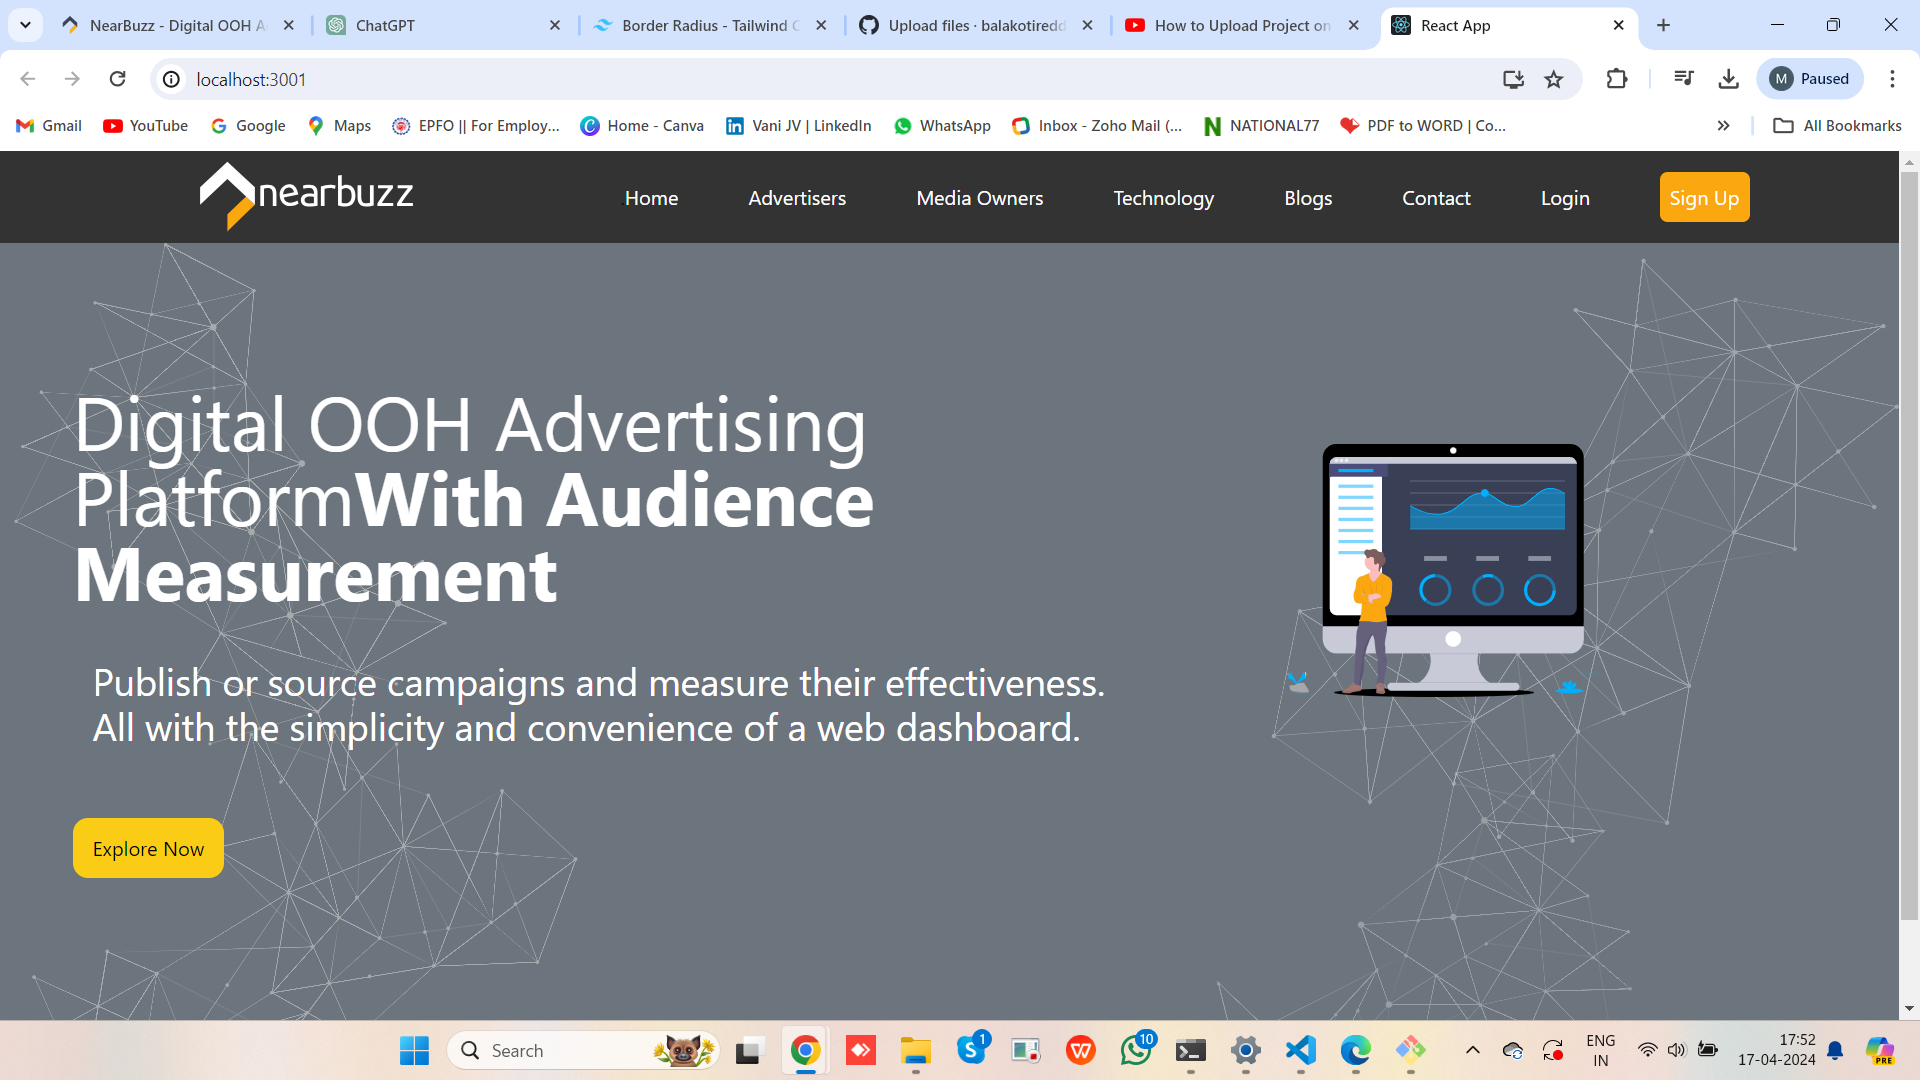 NearBuzz - Digital OOH A
ChatGPT
Border Radius - Tailwind C
Upload files · balakotiredd
How to Upload Project on
React App
localhost:3001
M
Paused
Gmail
YouTube
Google
Maps
EPFO || For Employ...
Home - Canva
Vani JV | LinkedIn
WhatsApp
Inbox - Zoho Mail (...
NATIONAL77
PDF to WORD | Co...
All Bookmarks
nearbuzz
Home
Advertisers
Media Owners
Technology
Blogs
Contact
Login
Sign Up
Digital OOH Advertising
PlatformWith Audience
Measurement
Publish or source campaigns and measure their effectiveness.
All with the simplicity and convenience of a web dashboard.
Explore Now
Search
1
10
ENG
IN
17:52
17-04-2024
PRE